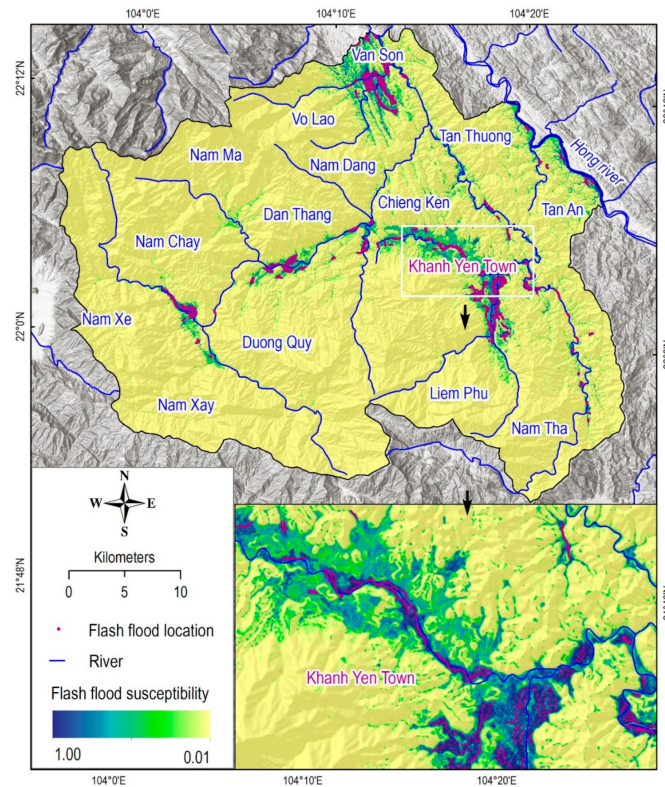 104°0'E 104°10'E 104°20'E
22°12'N
Van Son
Vo Lao
Tan Thuong
Hong river
Nam Ma
Nam Dang
Chieng Ken
Tan An
Dan Thang
Nam Chay
Khanh Yen Town
22°0'N
Nam Xe
Duong Quy
Liem Phu
Nam Xay
Nam Tha
N
W E
S
Kilometers
0 5 10
21°48'N
Flash flood location
River
Flash flood susceptibility
1.00 0.01
Khanh Yen Town
104°0'E 104°10'E 104°20'E